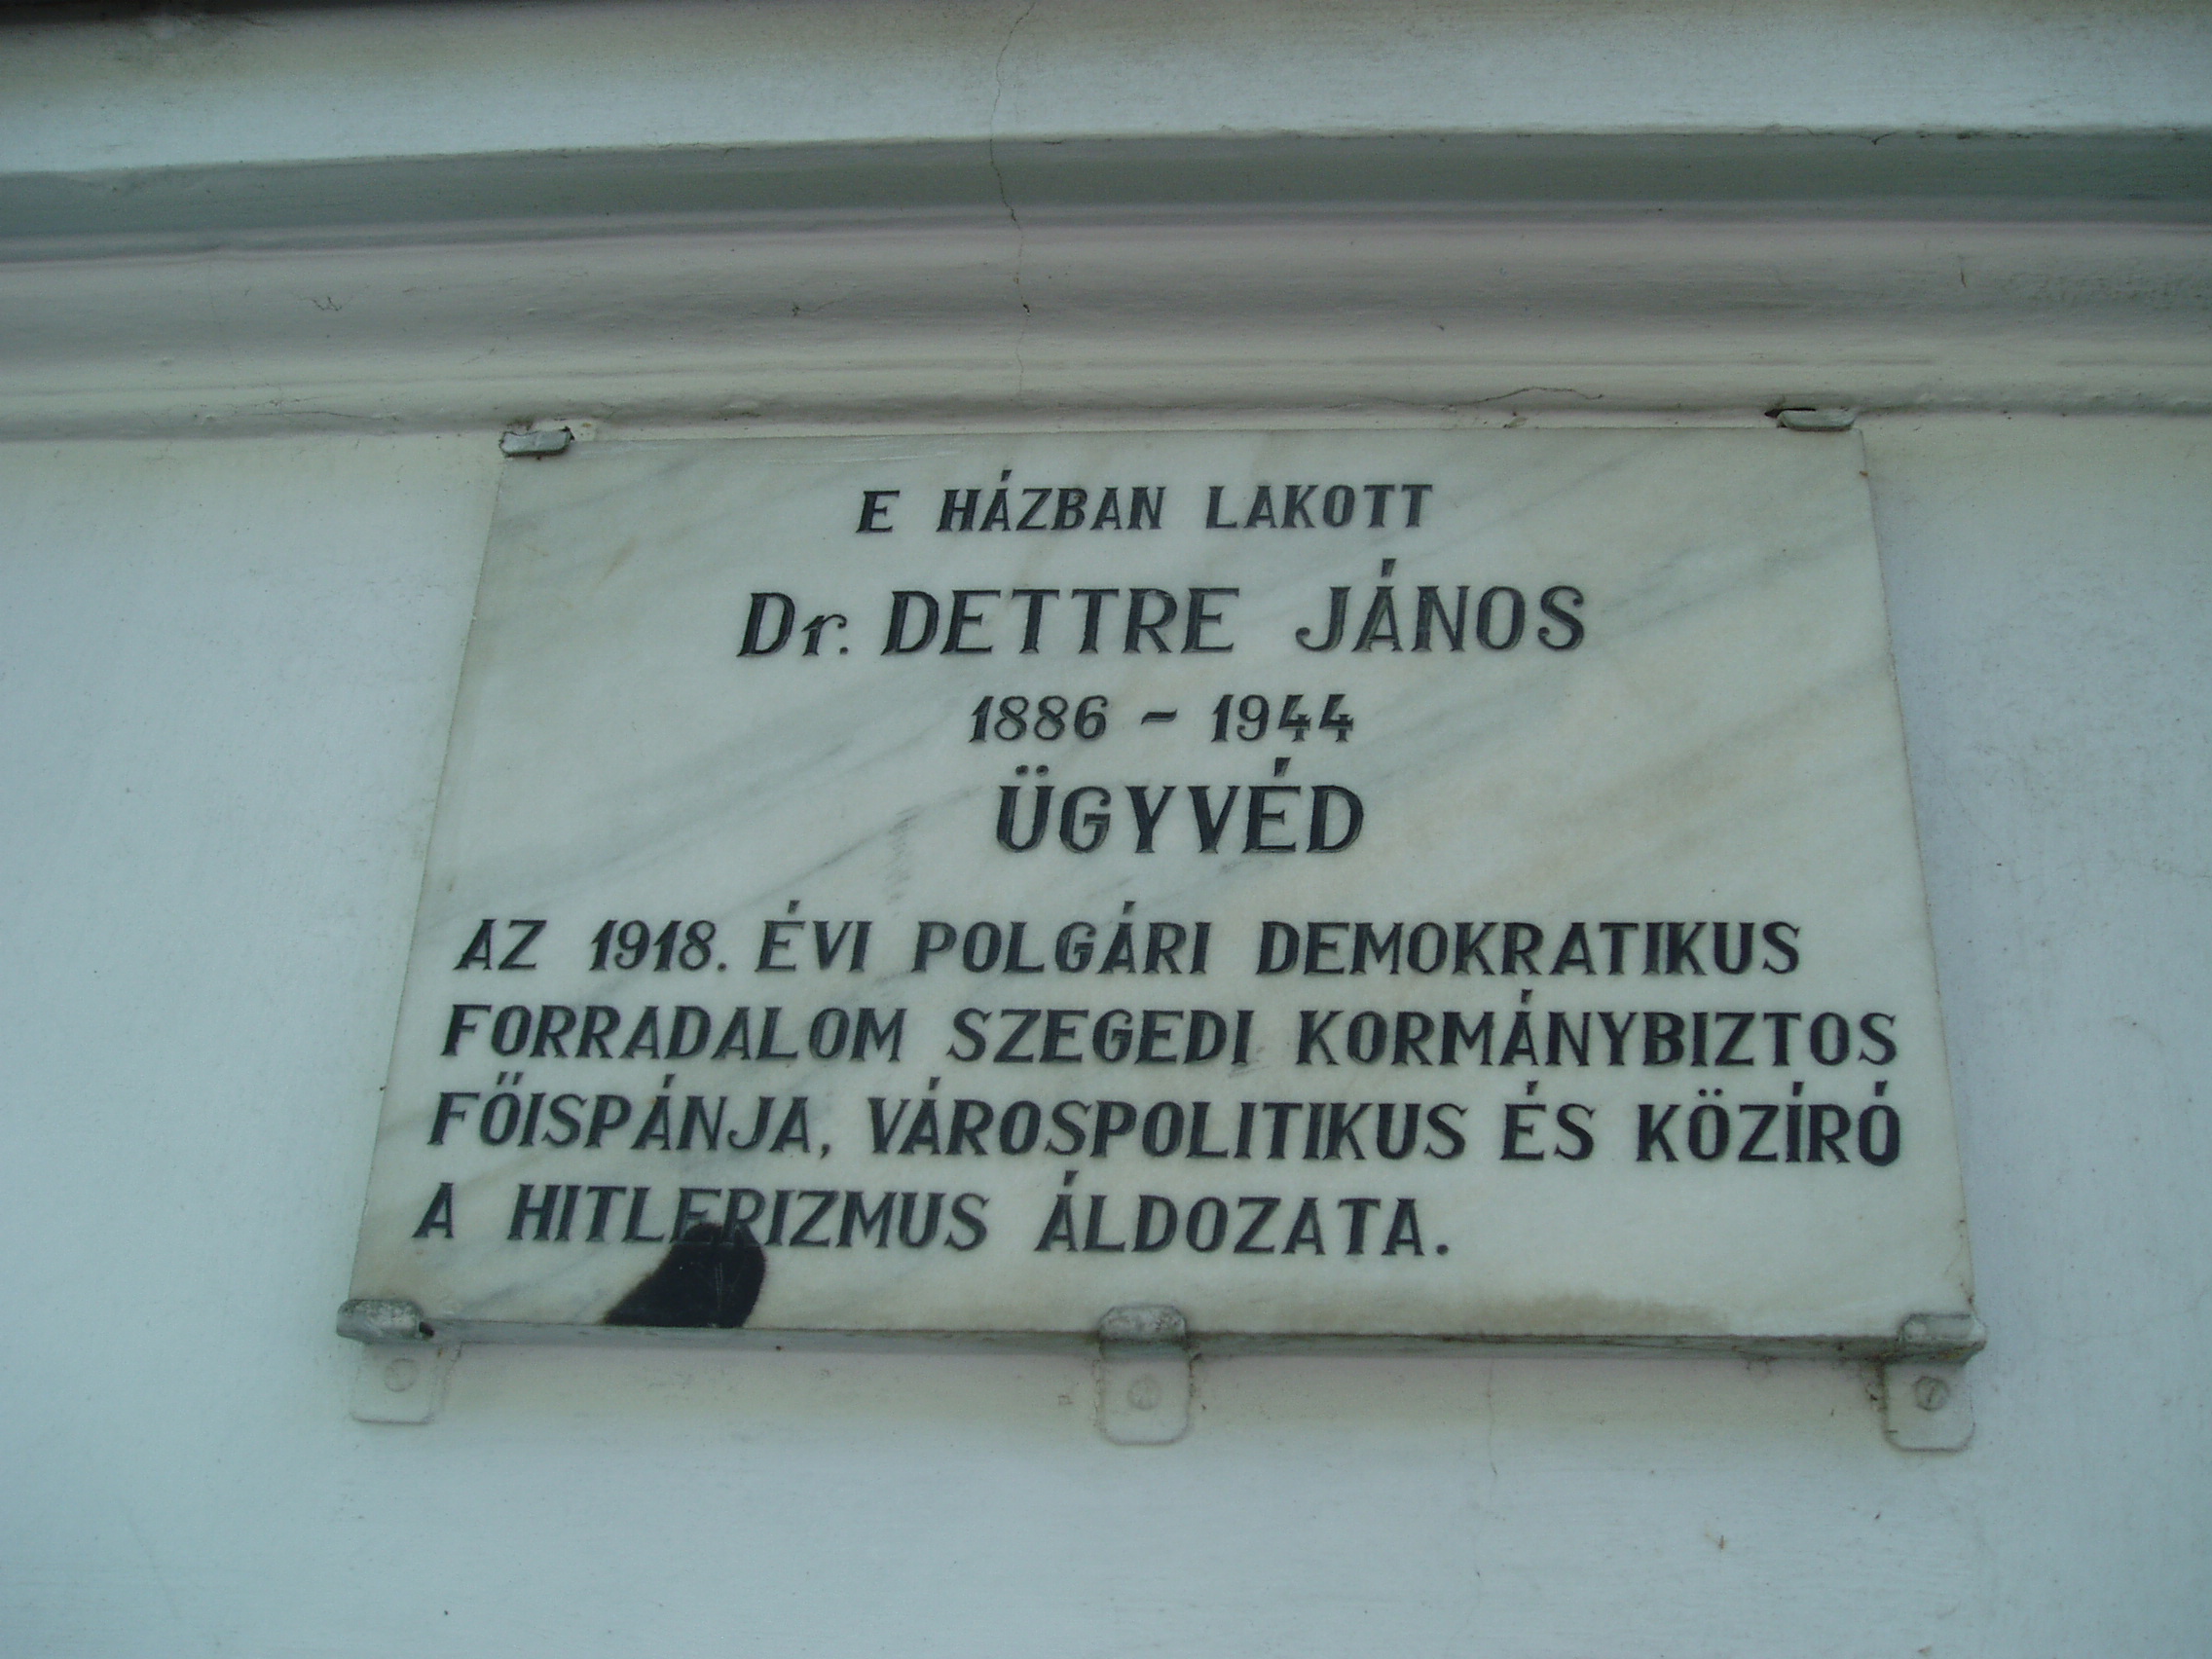 E HÁZBAN LAKOTT
Dr. DETTRE JÁNOS
1886 - 1944
ÜGYVÉD
AZ 1918. ÉVI POLGÁRI DEMOKRATIKUS
FORRADALOM SZEGEDI KORMÁNYBIZTOS
FŐISPÁNJA, VÁROSPOLITIKUS ÉS KÖZÍRÓ
A HITLERIZMUS ÁLDOZATA.